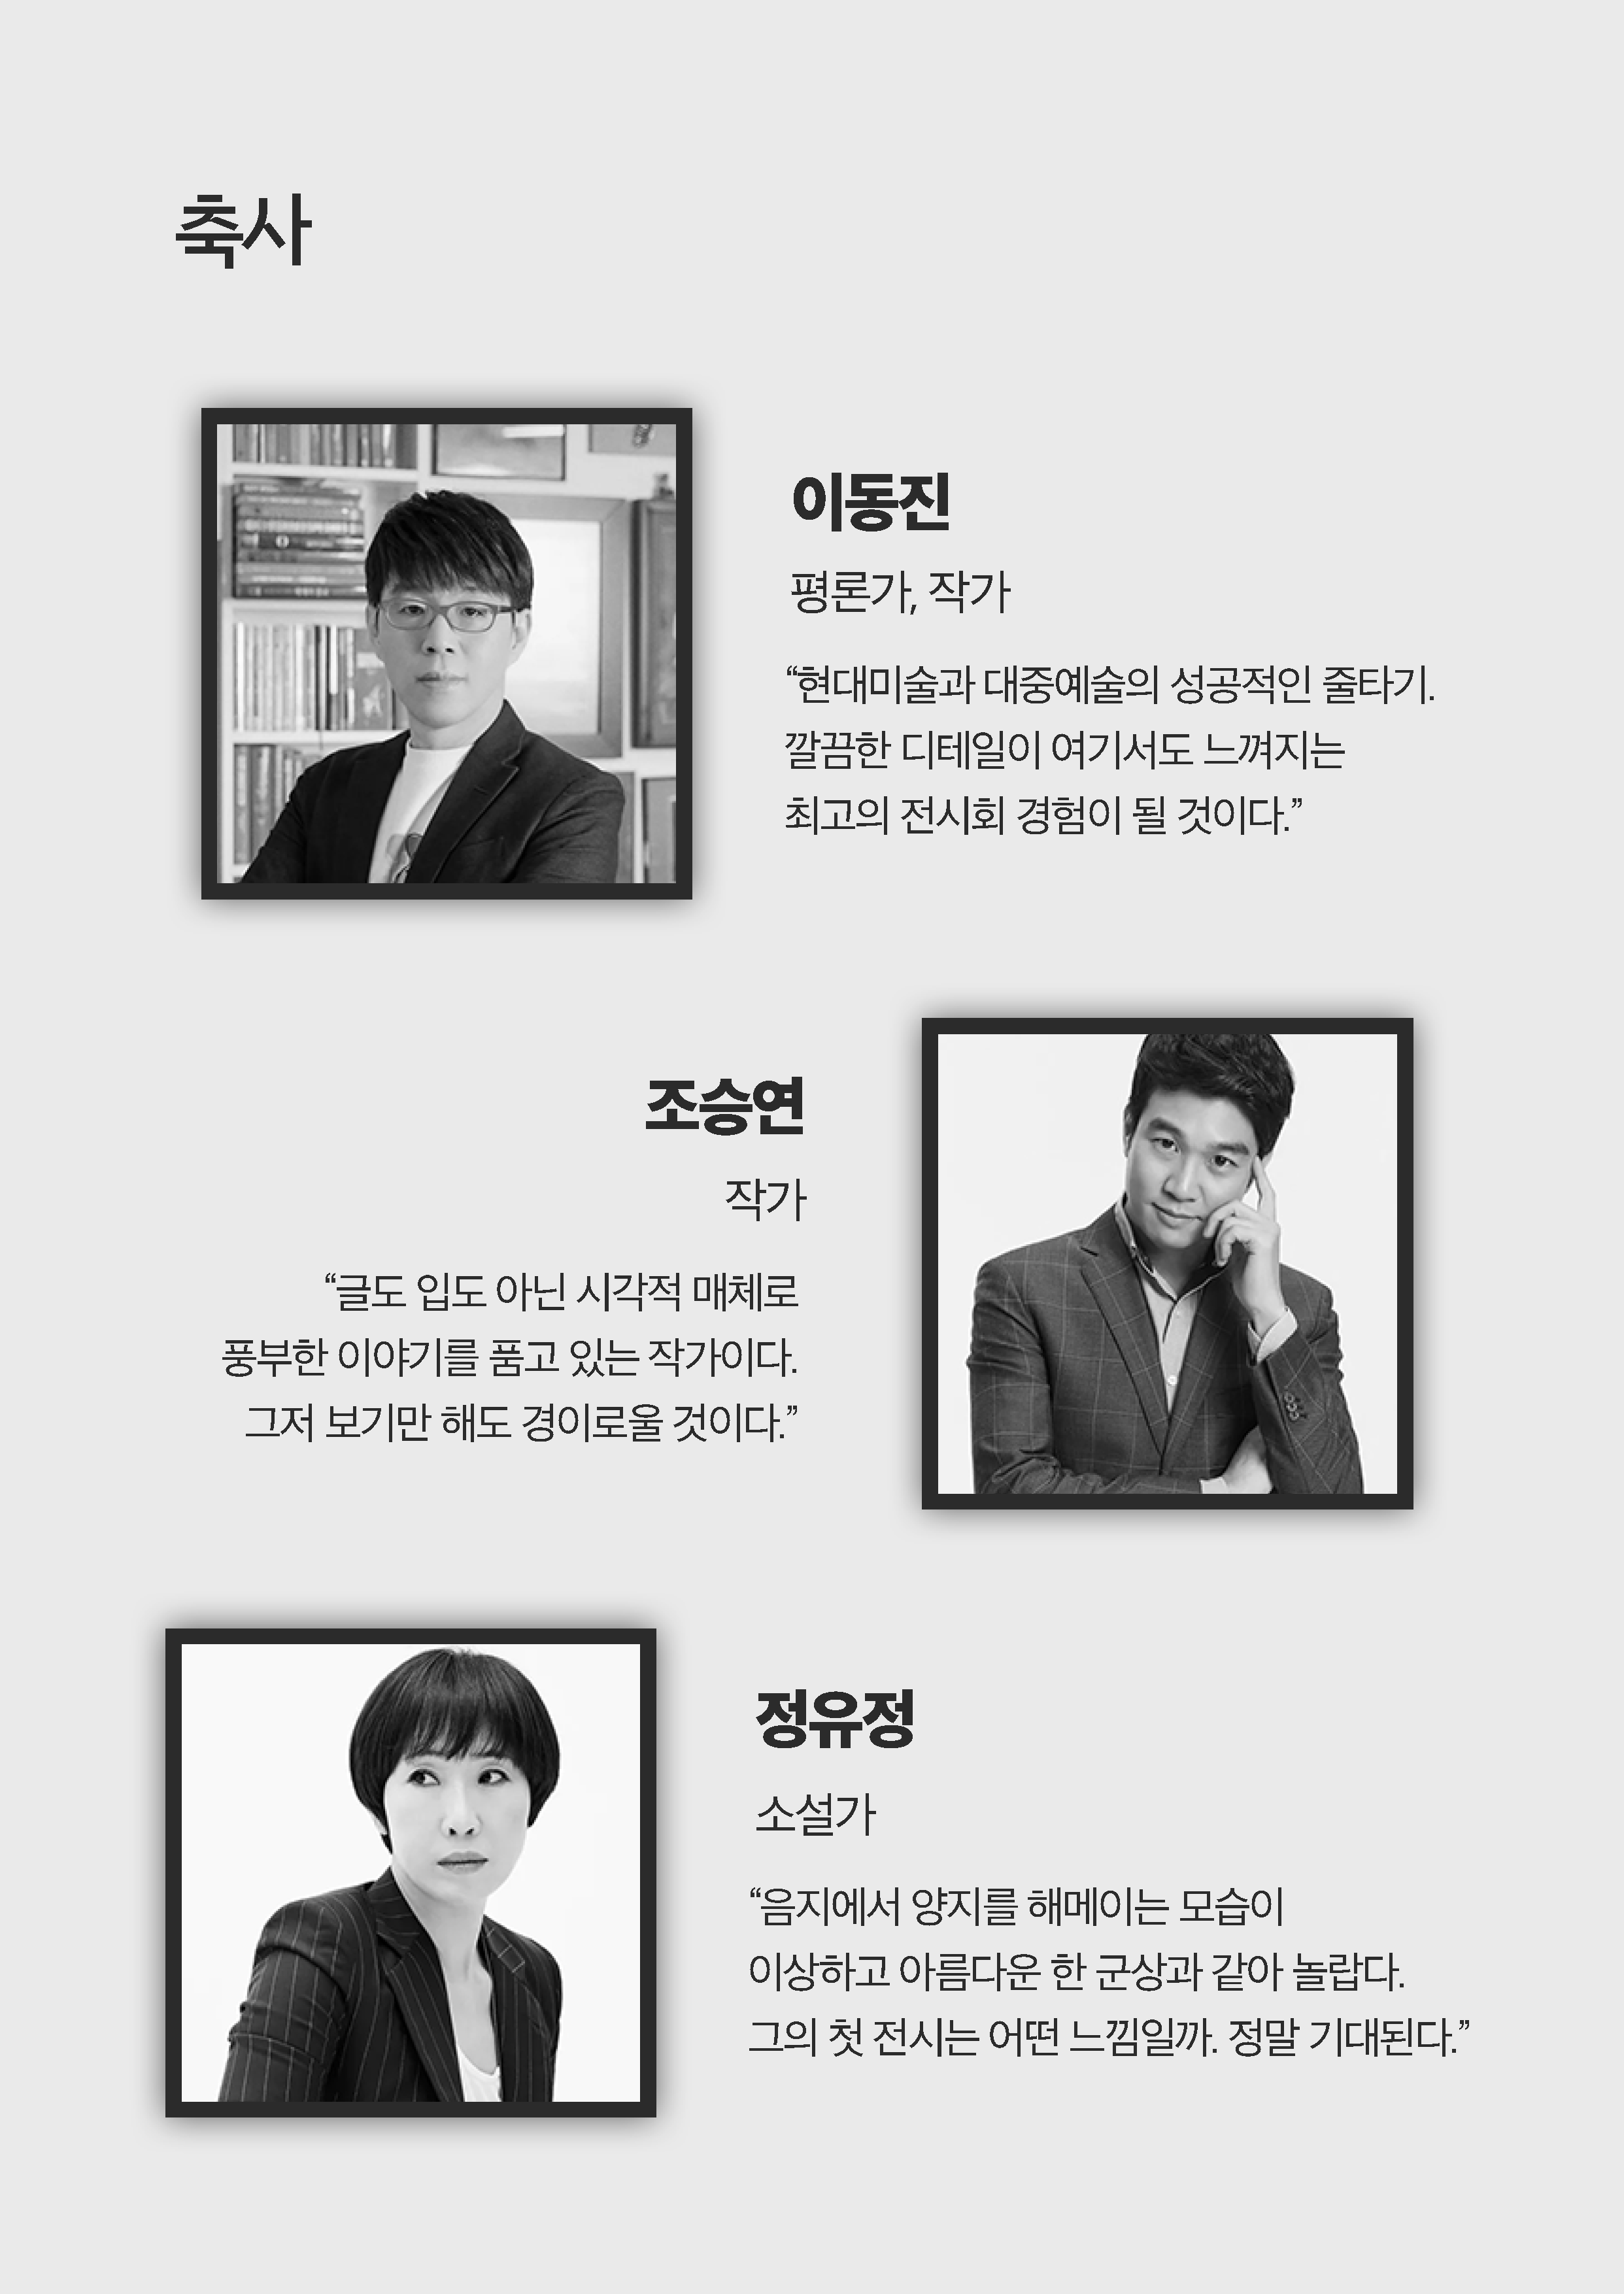 축사
이동진
평론가, 작가
“현대미술과 대중예술의 성공적인 줄타기.
깔끔한 디테일이 여기서도 느껴지는
최고의 전시회 경험이 될 것이다.”
조승연
작가
“글도 입도 아닌 시각적 매체로
풍부한 이야기를 품고 있는 작가이다.
그저 보기만 해도 경이로울 것이다.”
정유정
소설가
“음지에서 양지를 해메이는 모습이
이상하고 아름다운 한 군상과 같아 놀랍다.
그의 첫 전시는 어떤 느낌일까. 정말 기대된다.”